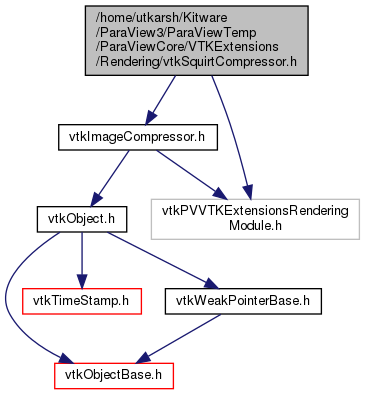 /home/utkarsh/Kitware
/ParaView3/ParaViewTemp
/ParaViewCore/VTKExtensions
/Rendering/vtkSquirtCompressor.h
vtkImageCompressor.h
vtkPVVTKExtensionsRendering
Module.h
vtkObject.h
vtkTimeStamp.h
vtkWeakPointerBase.h
vtkObjectBase.h